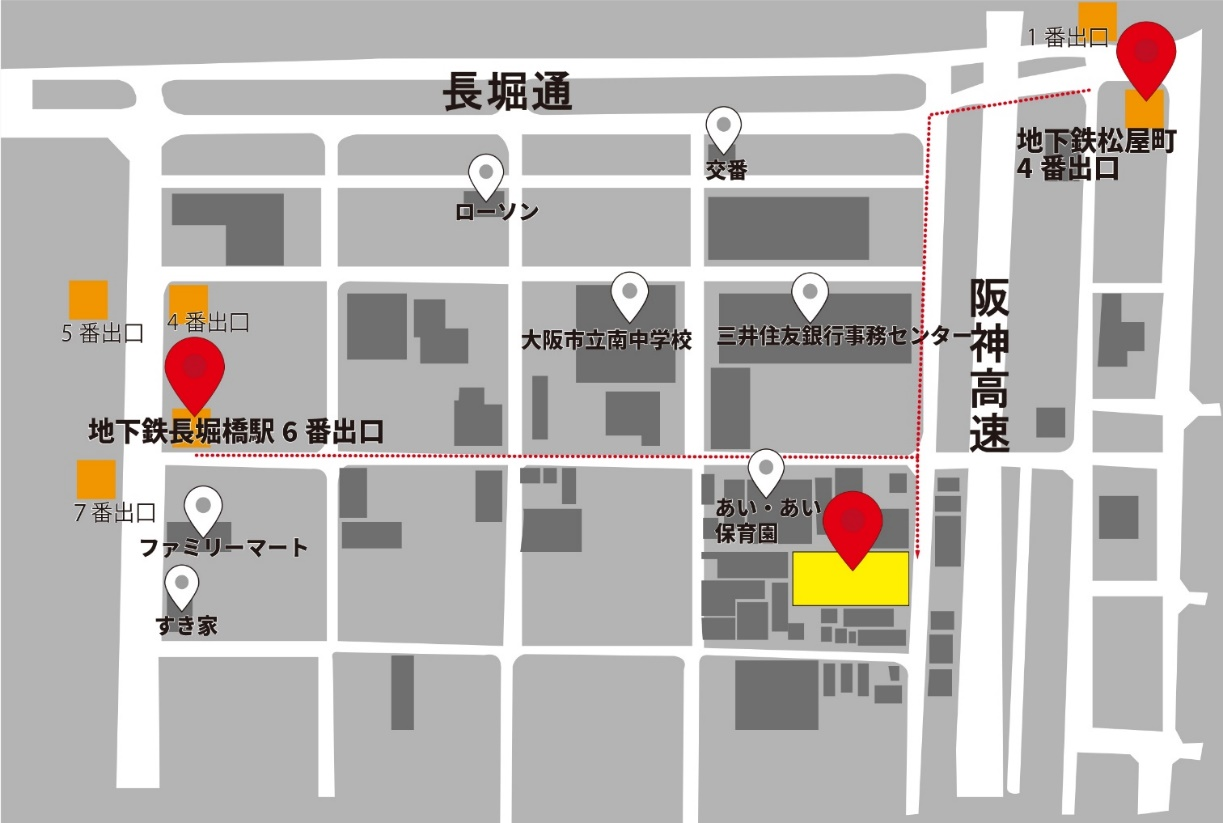 1 番出口
長堀通
地下鉄松屋町
4 番出口
交番
ローソン
阪神高速
5 番出口
4 番出口
大阪市立南中学校
三井住友銀行事務センター
地下鉄長堀橋駅 6 番出口
7 番出口
あい・あい
保育園
ファミリーマート
すき家